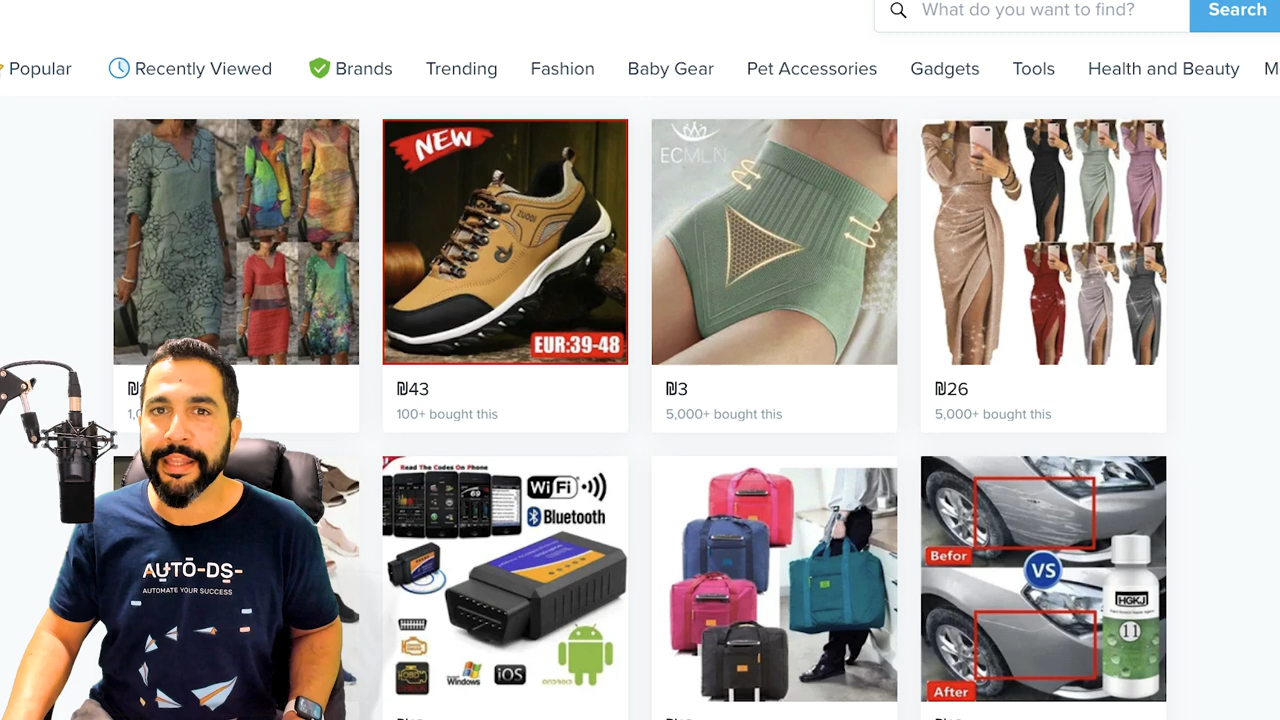 What do you want to find?
Search
Popular
Recently Viewed
Brands
Trending
Fashion
Baby Gear
Pet Accessories
Gadgets
Tools
Health and Beauty
M
NEW
ZUODI
EUR:39-48
ECMLN
₪43
100+ bought this
₪3
5,000+ bought this
₪26
5,000+ bought this
Read The Codes On Phone
WiFi
Bluetooth
Windows
iOS
android
Befor
VS
After
HGKJ
11
AUTO-DS-
AUTOMATE YOUR SUCCESS